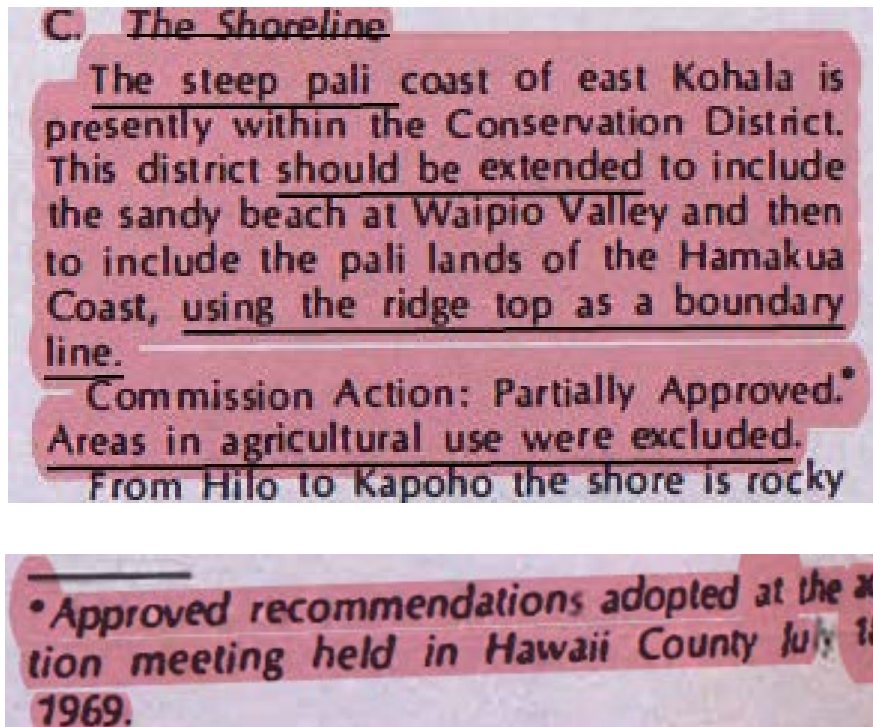 C. The Shoreline
The steep pali coast of east Kohala is
presently within the Conservation District.
This district should be extended to include
the sandy beach at Waipio Valley and then
to include the pali lands of the Hamakua
Coast, using the ridge top as a boundary
line.
Commission Action: Partially Approved.*
Areas in agricultural use were excluded.
From Hilo to Kapoho the shore is rocky
*Approved recommendations adopted at the
tion meeting held in Hawaii County July
1969.